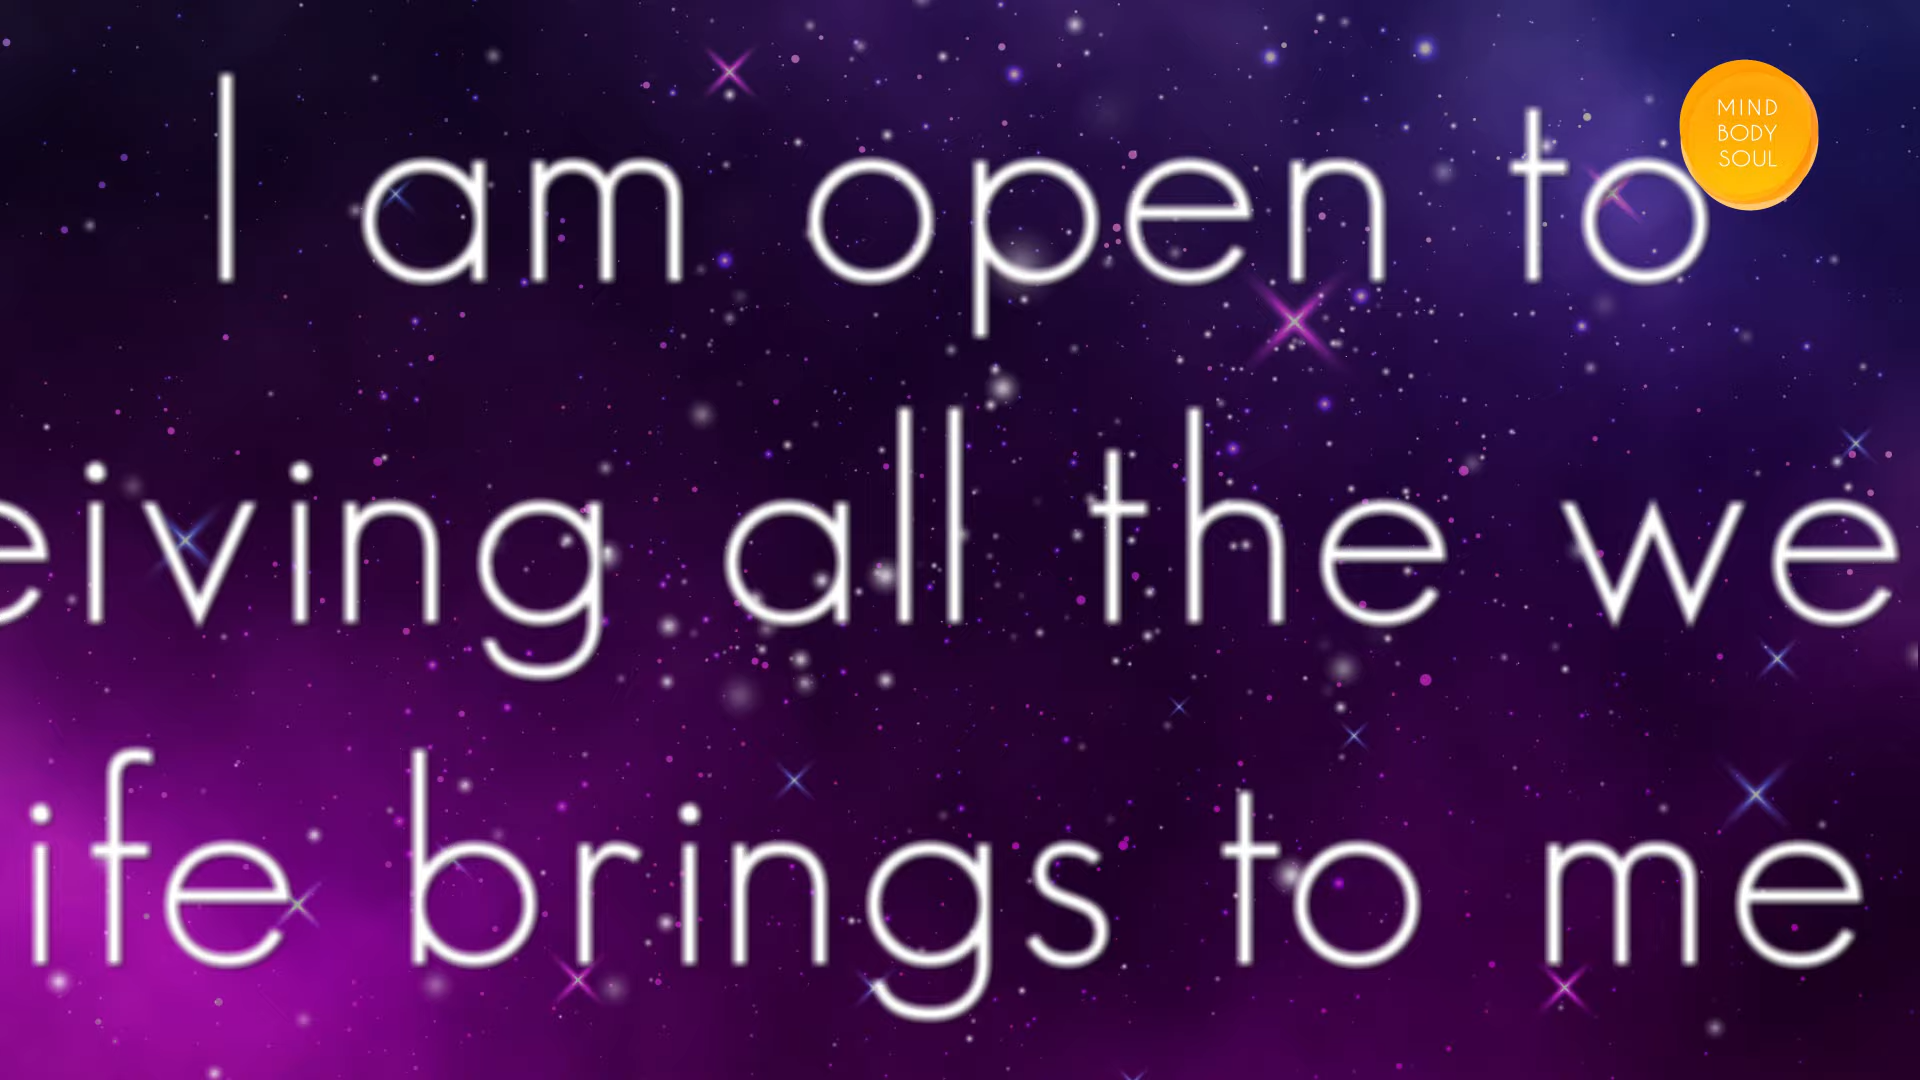 I am open to
eiving all the we
ife brings to me
MIND
BODY
SOUL